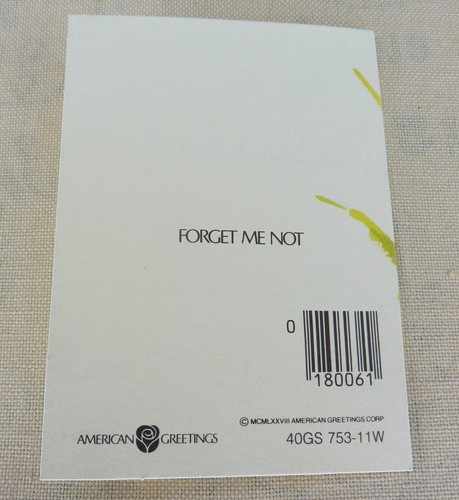 FORGET ME NOT
0
180061
© MCMLXXVIII AMERICAN GREETINGS CORP
AMERICAN GREETINGS
40GS 753-11W